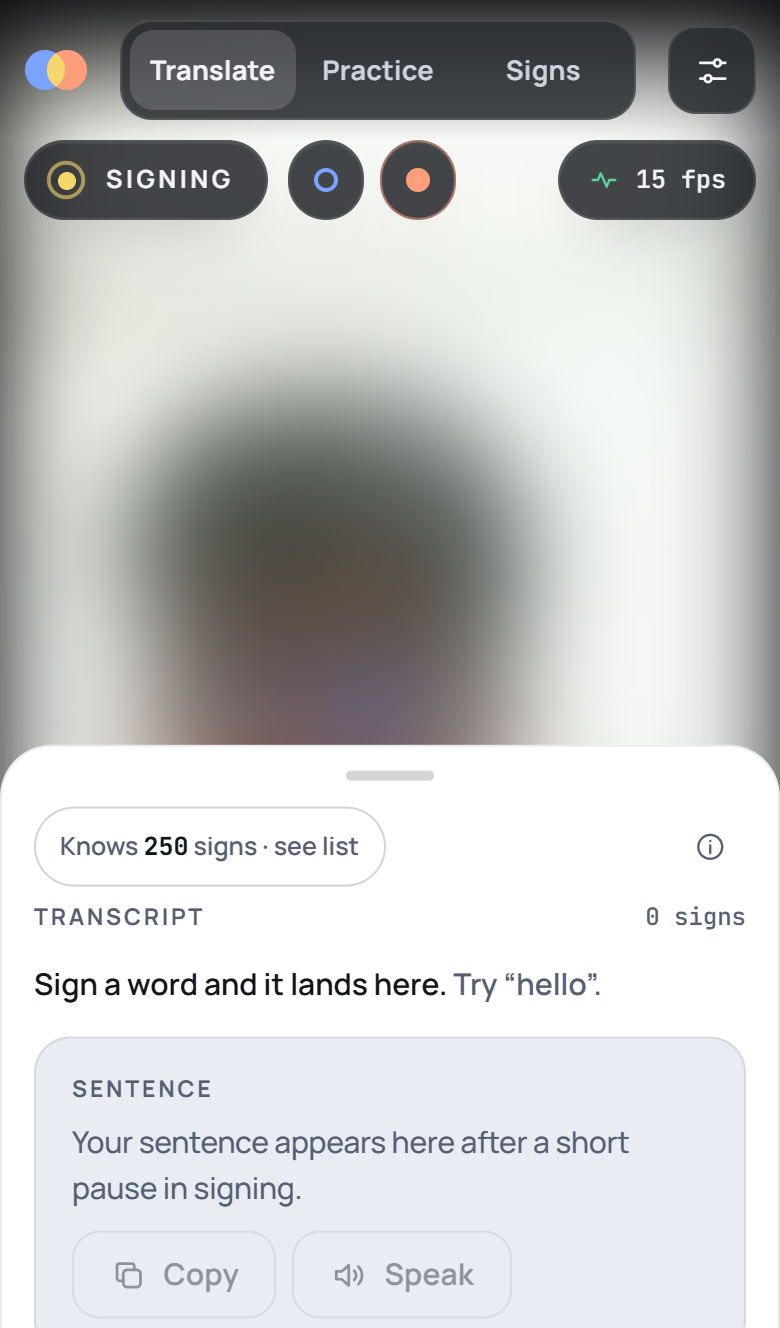 Translate Practice Signs
SIGNING 15 fps
Knows 250 signs · see list
TRANSCRIPT 0 signs
Sign a word and it lands here. Try “hello”.
SENTENCE
Your sentence appears here after a short
pause in signing.
Copy Speak